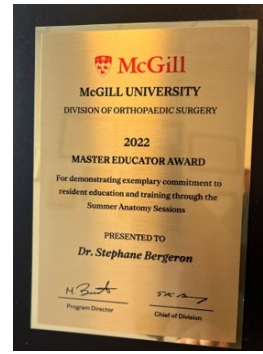 McGill
McGILL UNIVERSITY
DIVISION OF ORTHOPAEDIC SURGERY
2022
MASTER EDUCATOR AWARD
For demonstrating exemplary commitment to
resident education and training through the
Summer Anatomy Sessions
PRESENTED TO
Dr. Stephane Bergeron
Program Director
Chief of Division